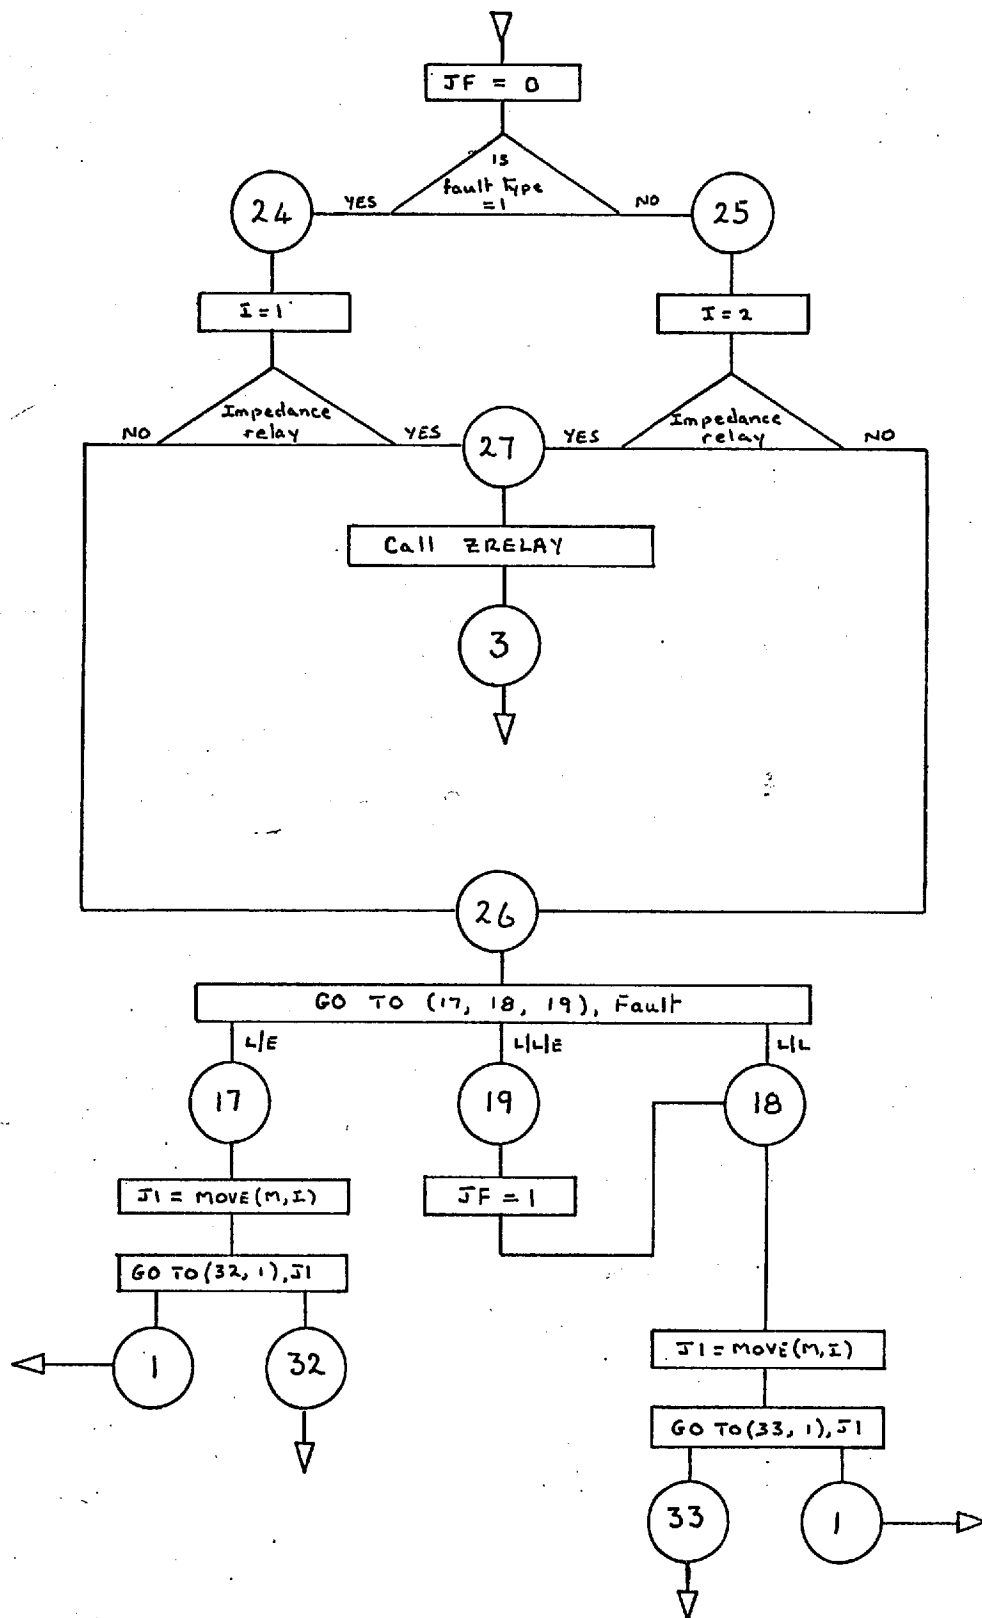 JF = 0
IS
fault type
=1
YES
NO
24
25
I=1
I=2
Impedance
relay
NO
YES
27
YES
Impedance
relay
NO
Call ZRELAY
3
26
GO TO (17, 18, 19), Fault
L/E
L/L/E
L/L
17
19
18
J1 = MOVE(M,I)
JF = 1
GO TO(32, 1), J1
1
32
J1 = MOVE(M,I)
GO TO(33, 1), J1
33
1